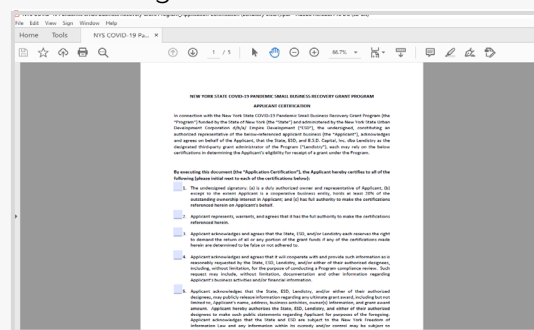 File Edit View Sign Window Help
Home Tools NYS COVID-19 Pa... ×
1 / 5 66.7%
NEW YORK STATE COVID-19 PANDEMIC SMALL BUSINESS RECOVERY GRANT PROGRAM
APPLICANT CERTIFICATION
In connection with the New York State COVID-19 Pandemic Small Business Recovery Grant Program (the
"Program") funded by the State of New York (the "State") and administered by the New York State Urban
Development Corporation d/b/a/ Empire Development ("ESD"), the undersigned, constituting an
authorized representative of the below-referenced applicant business (the "Applicant"), acknowledges
and agrees on behalf of the Applicant, that the State, ESD, and B.S.D. Capital, Inc. dba Lendistry as the
designated third-party grant administrator of the Program ("Lendistry"), each may rely on the below
certifications in determining the Applicant's eligibility for receipt of a grant under the Program.
By executing this document (the "Application Certification"), the Applicant hereby certifies to all of the
following (please initial next to each of the certifications below):
1. The undersigned signatory: (a) is a duly authorized owner and representative of Applicant, (b)
except to the extent Applicant is a cooperative business entity, holds at least 20% of the
outstanding ownership interest in Applicant; and (c) has full authority to make the certifications
referenced herein on Applicant's behalf.
2. Applicant represents, warrants, and agrees that it has the full authority to make the certifications
referenced herein.
3. Applicant acknowledges and agrees that the State, ESD, and/or Lendistry each reserves the right
to demand the return of all or any portion of the grant funds if any of the certifications made
herein are determined to be false or not adhered to.
4. Applicant acknowledges and agrees that it will cooperate with and provide such information as is
reasonably requested by the State, ESD, Lendistry, and/or either of their authorized designees,
including, without limitation, for the purpose of conducting a Program compliance review. Such
request may include, without limitation, documentation and other information regarding
Applicant's business activities and/or financial information.
5. Applicant acknowledges that the State, ESD, Lendistry, and/or either of their authorized
designees, may publicly release information regarding any ultimate grant award, including but not
limited to, Applicant's name, address, business activities, owner(s) information, and grant award
amount. Applicant hereby authorizes the State, ESD, Lendistry, and/or either of their authorized
designees to make such public statements regarding Applicant for purposes of the foregoing.
Applicant acknowledges that the State and ESD are subject to the New York Freedom of
Information Law and any information within its custody and/or control may be subject to